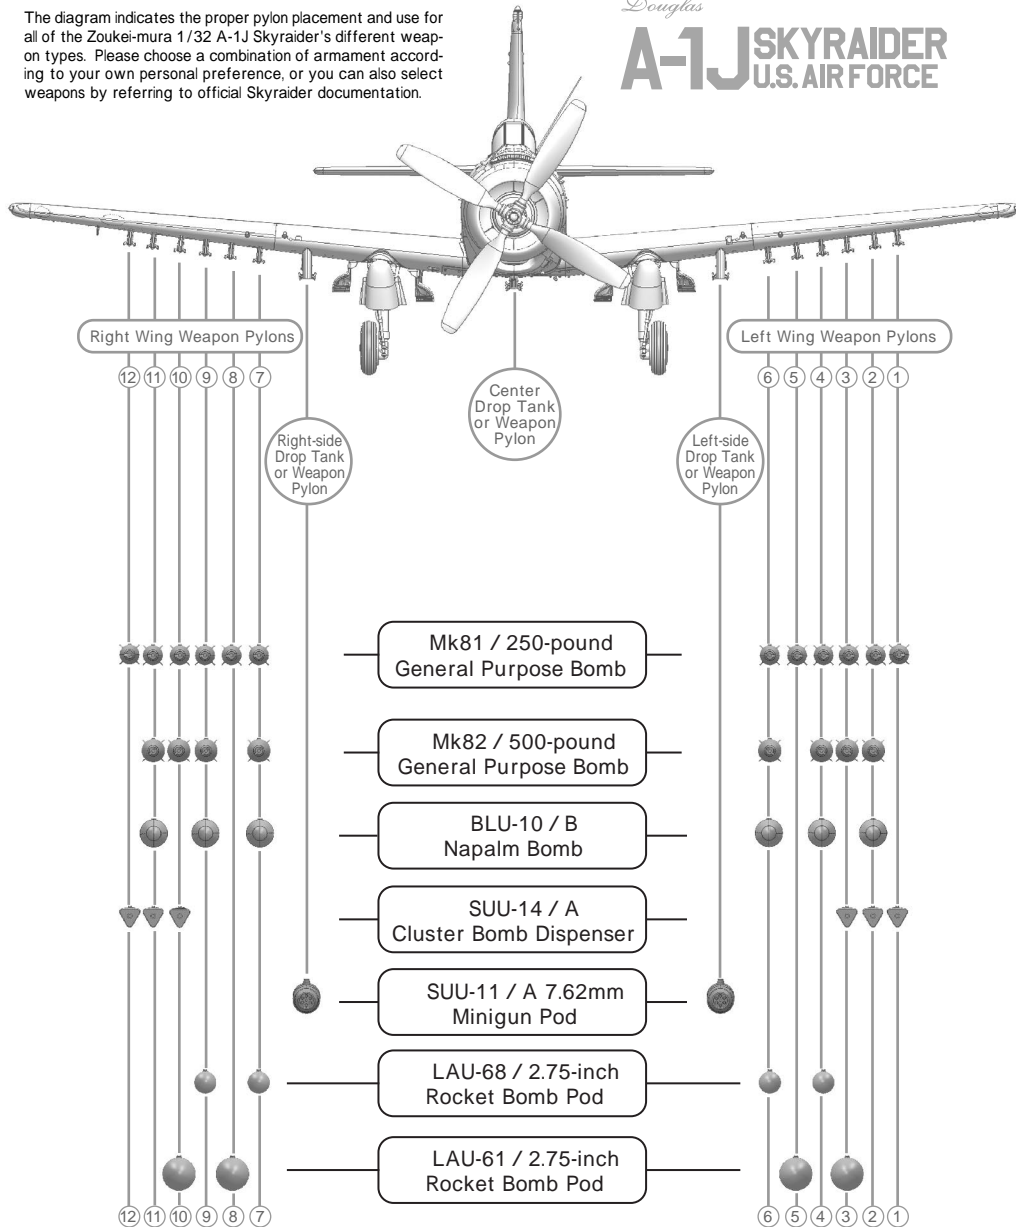 The diagram indicates the proper pylon placement and use for
all of the Zoukei-mura 1/32 A-1J Skyraider's different weap-
on types. Please choose a combination of armament accord-
ing to your own personal preference, or you can also select
weapons by referring to official Skyraider documentation.
Douglas
A-1J SKYRAIDER
U.S. AIR FORCE
Right Wing Weapon Pylons
Left Wing Weapon Pylons
12 11 10 9 8 7
6 5 4 3 2 1
Center
Drop Tank
or Weapon
Pylon
Right-side
Drop Tank
or Weapon
Pylon
Left-side
Drop Tank
or Weapon
Pylon
Mk81 / 250-pound
General Purpose Bomb
Mk82 / 500-pound
General Purpose Bomb
BLU-10 / B
Napalm Bomb
SUU-14 / A
Cluster Bomb Dispenser
SUU-11 / A 7.62mm
Minigun Pod
LAU-68 / 2.75-inch
Rocket Bomb Pod
LAU-61 / 2.75-inch
Rocket Bomb Pod
12 11 10 9 8 7
6 5 4 3 2 1